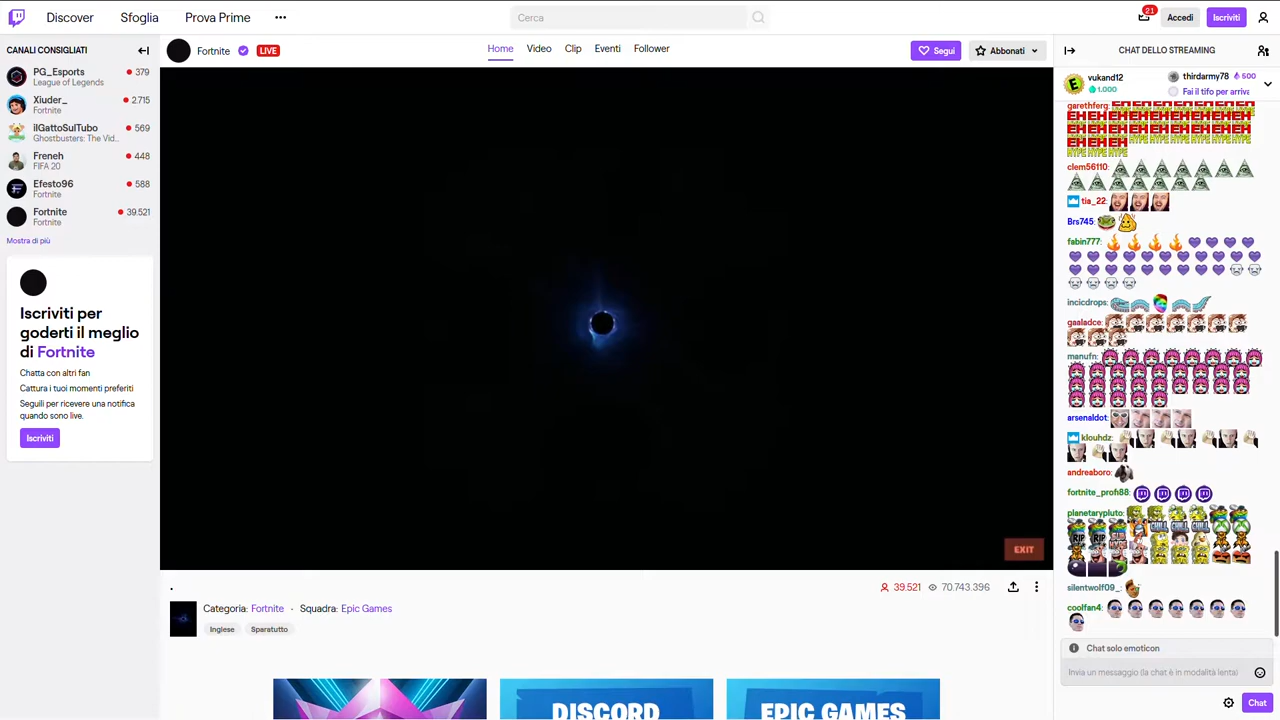 Discover
Sfoglia
Prova Prime
Cerca
21
Accedi
Iscriviti
CANALI CONSIGLIATI
PG_Esports
379
League of Legends
Xiuder_
2.715
Fortnite
ilGattoSulTubo
569
Ghostbusters: The Vid...
Freneh
448
FIFA 20
Efesto96
588
Fortnite
Fortnite
39.521
Fortnite
Mostra di più
Iscriviti per
goderti il meglio
di Fortnite
Chatta con altri fan
Cattura i tuoi momenti preferiti
Seguili per ricevere una notifica
quando sono live.
Iscriviti
Fortnite
LIVE
Home
Video
Clip
Eventi
Follower
Segui
Abbonati
EXIT
.
39.521
70.743.396
Categoria: Fortnite · Squadra: Epic Games
Inglese
Sparatutto
DISCORD
EPIC GAMES
CHAT DELLO STREAMING
vukand12
1.000
thirdarmy78
500
Fai il tifo per arriva
garethferg:
clem56110:
tia_22:
Brs745:
fabin777:
incicdrops:
gaaladce:
menufn:
arsenaldot:
klouhdz:
andreaboro:
fortnite_profi88:
planetarypluto:
silentwolf09_:
coolfan4:
Chat solo emoticon
Invia un messaggio (la chat è in modalità lenta)
Chat